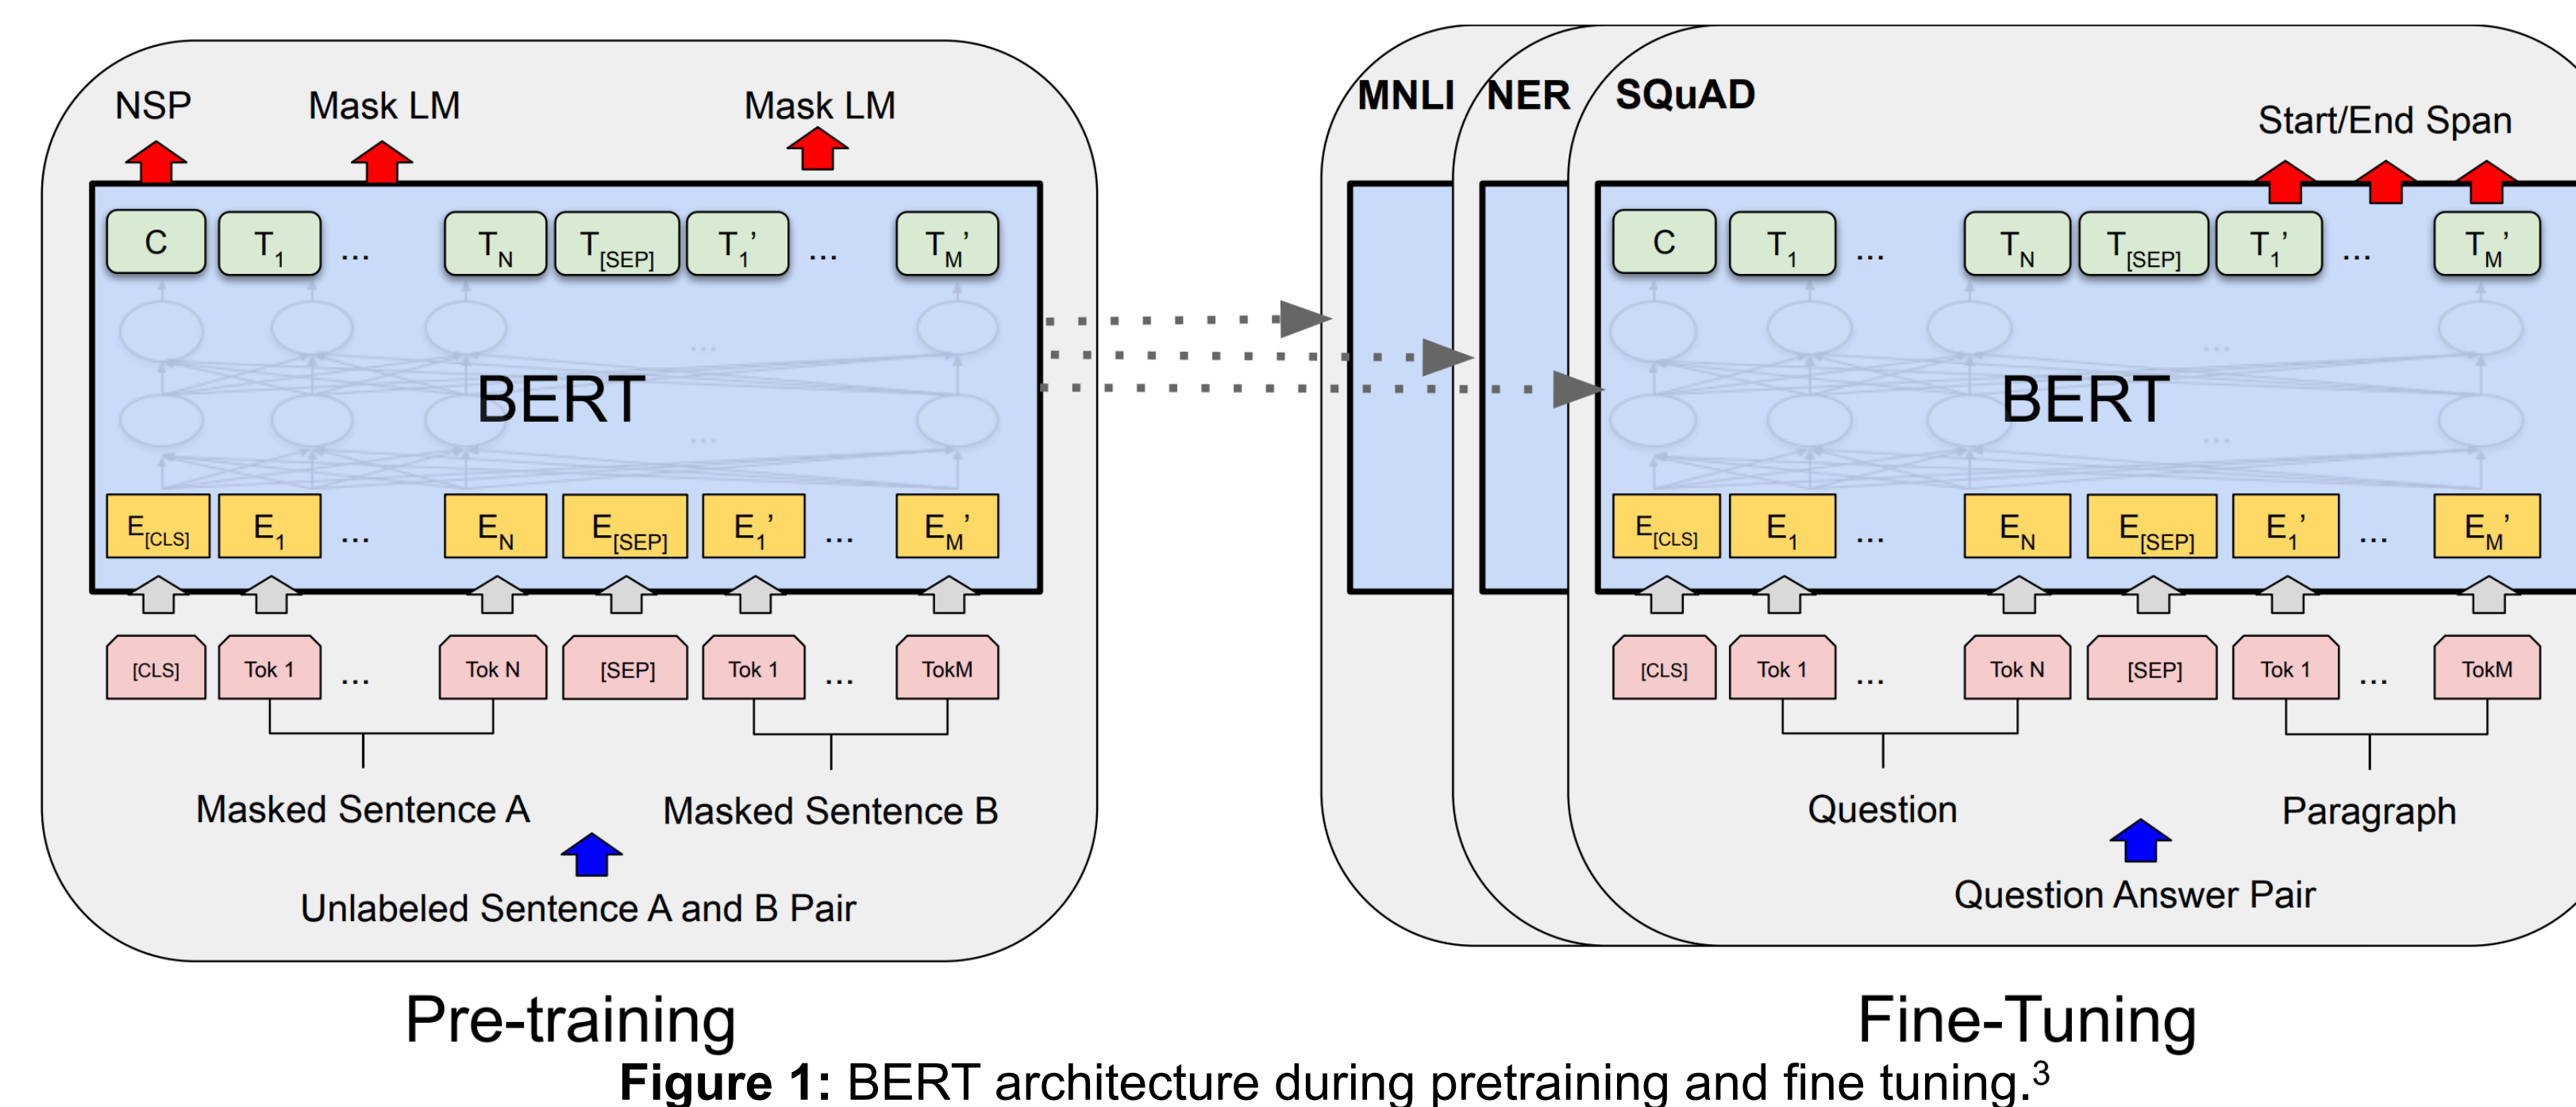 NSP Mask LM Mask LM
C T1 ... TN T[SEP] T1’ ... TM’
...
BERT
...
E[CLS] E1 ... EN E[SEP] E1’ ... EM’
[CLS] Tok 1 ... Tok N [SEP] Tok 1 ... TokM
Masked Sentence A Masked Sentence B
Unlabeled Sentence A and B Pair
Pre-training
MNLI NER SQuAD
Start/End Span
C T1 ... TN T[SEP] T1’ ... TM’
...
BERT
...
E[CLS] E1 ... EN E[SEP] E1’ ... EM’
[CLS] Tok 1 ... Tok N [SEP] Tok 1 ... TokM
Question Paragraph
Question Answer Pair
Fine-Tuning
Figure 1: BERT architecture during pretraining and fine tuning.3